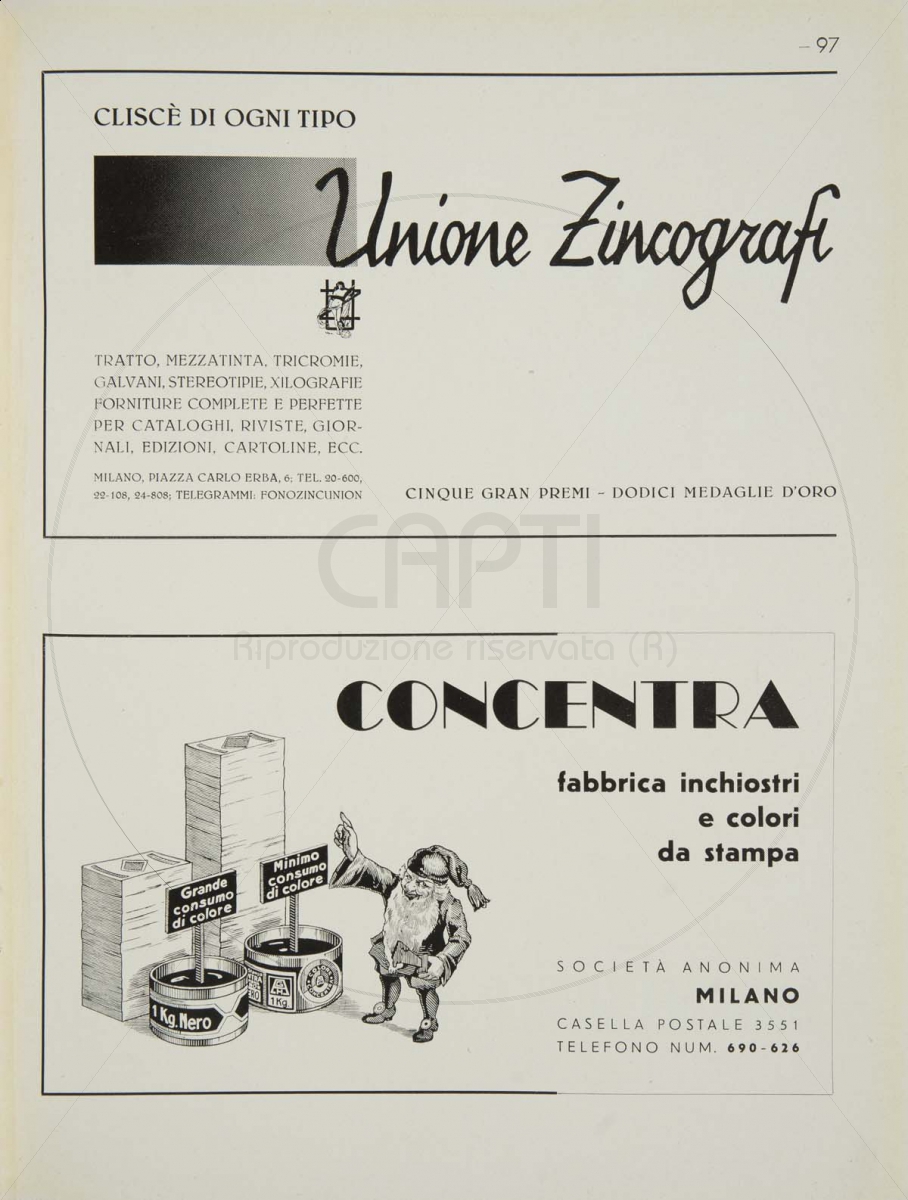 – 97
CLISCÈ DI OGNI TIPO
Unione Zincografi
TRATTO, MEZZATINTA, TRICROMIE,
GALVANI, STEREOTIPIE, XILOGRAFIE
FORNITURE COMPLETE E PERFETTE
PER CATALOGHI, RIVISTE, GIOR-
NALI, EDIZIONI, CARTOLINE, ECC.
MILANO, PIAZZA CARLO ERBA, 6; TEL. 20-600,
22-108, 24-808; TELEGRAMMI: FONOZINCUNION
CINQUE GRAN PREMI – DODICI MEDAGLIE D'ORO
CAPTI
Riproduzione riservata (R)
CONCENTRA
fabbrica inchiostri
e colori
da stampa
Grande
consumo
di colore
Minimo
consumo
di colore
1 Kg. Nero
1 Kg
SOCIETÀ ANONIMA
MILANO
CASELLA POSTALE 3551
TELEFONO NUM. 690-626